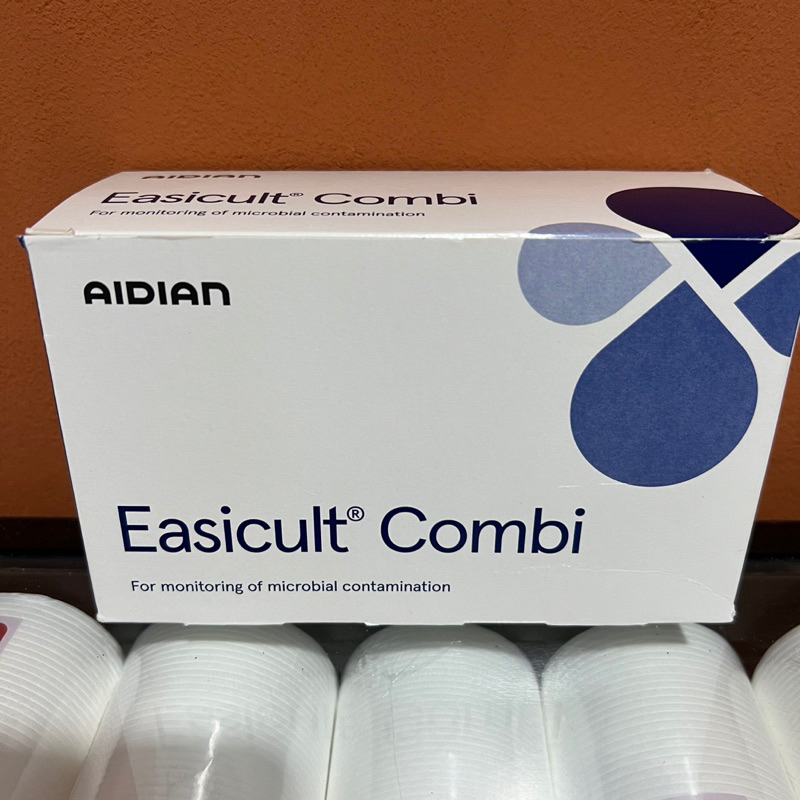 AIDIAN
Easicult® Combi
For monitoring of microbial contamination
AIDIAN
Easicult® Combi
For monitoring of microbial contamination